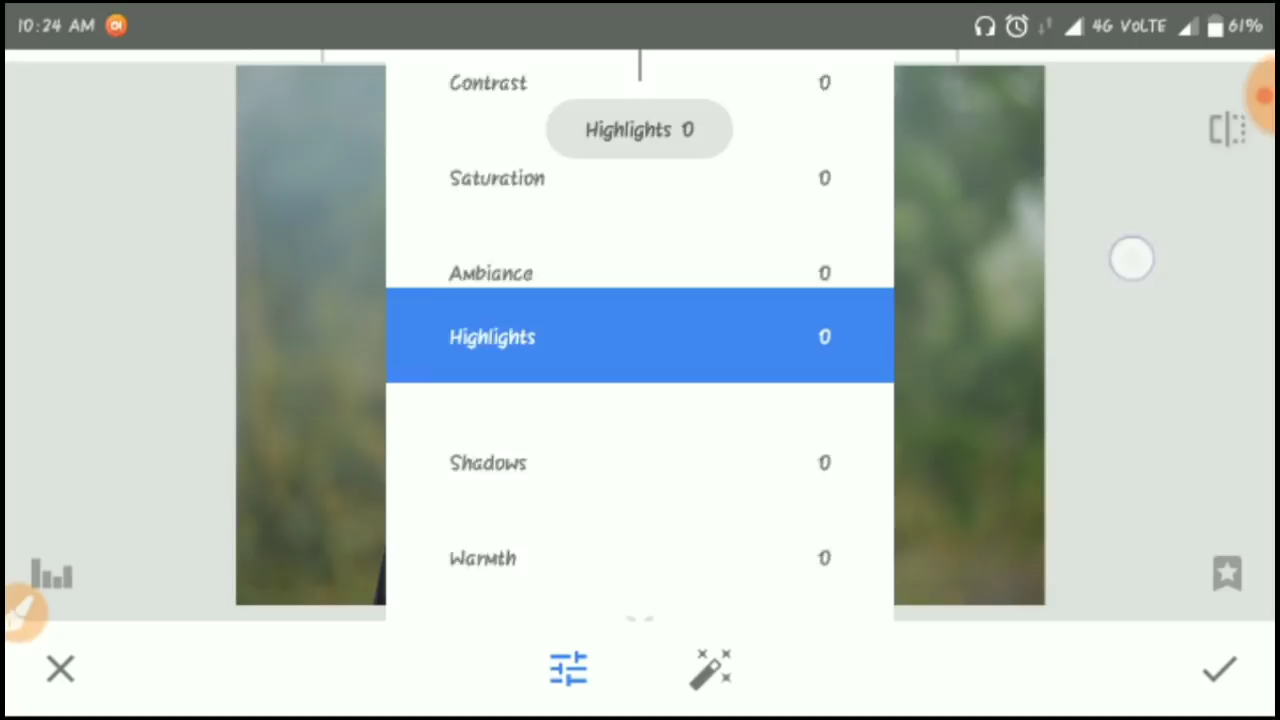 10:24 AM
4G VoLTE
61%
Contrast 0
Highlights 0
Saturation 0
Ambiance 0
Highlights 0
Shadows 0
Warmth 0